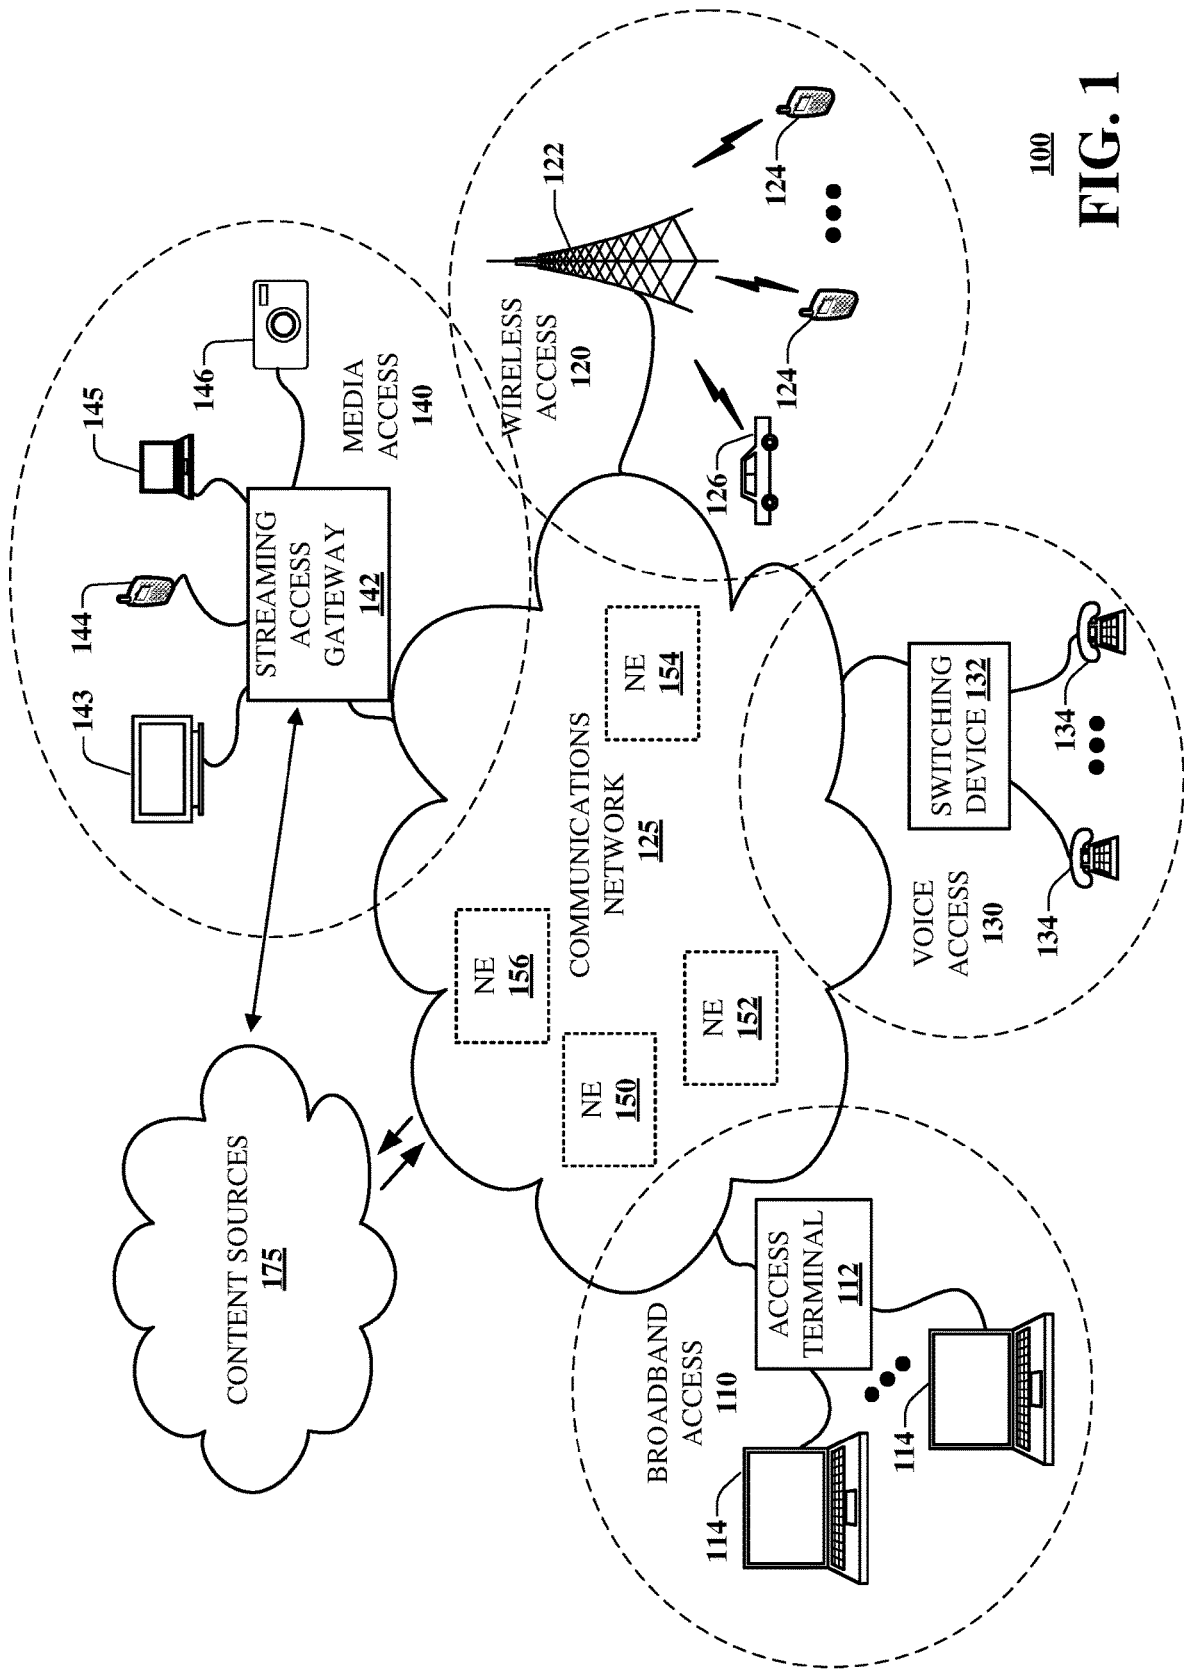 CONTENT SOURCES
175
143
144
145
146
STREAMING
ACCESS
GATEWAY
142
MEDIA
ACCESS
140
NE
156
NE
150
NE
152
NE
154
COMMUNICATIONS
NETWORK
125
WIRELESS
ACCESS
120
122
124
124
126
BROADBAND
ACCESS
110
ACCESS
TERMINAL
112
114
114
VOICE
ACCESS
130
SWITCHING
DEVICE 132
134
134
100
FIG. 1